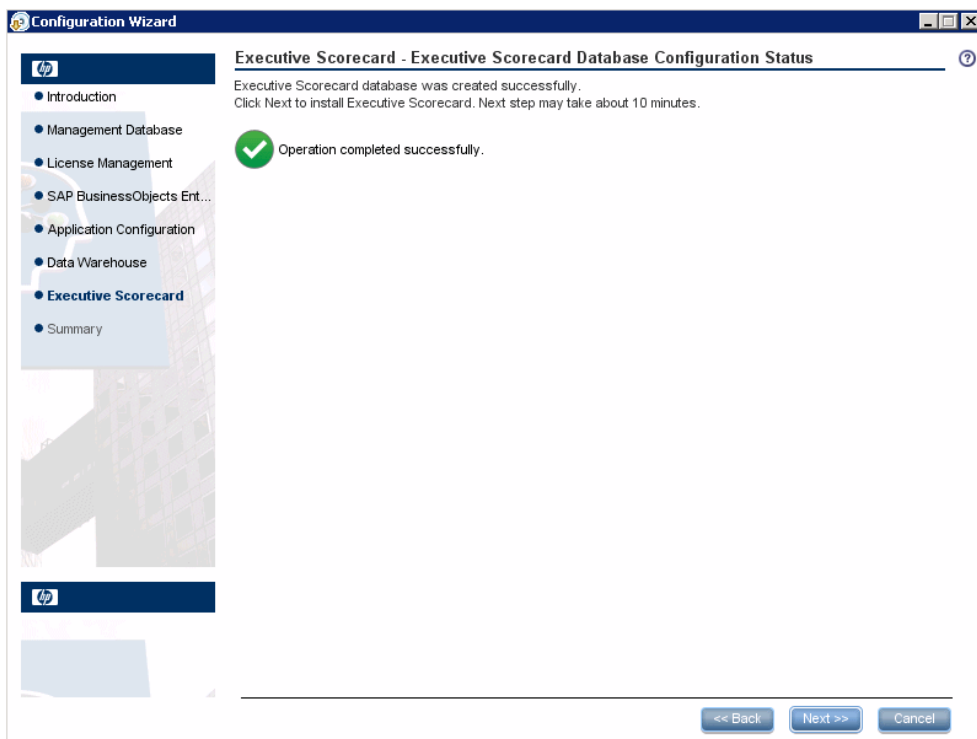 Configuration Wizard
hp
Introduction
Management Database
License Management
SAP BusinessObjects Ent...
Application Configuration
Data Warehouse
Executive Scorecard
Summary
hp
Executive Scorecard - Executive Scorecard Database Configuration Status
?
Executive Scorecard database was created successfully.
Click Next to install Executive Scorecard. Next step may take about 10 minutes.
Operation completed successfully.
<< Back
Next >>
Cancel